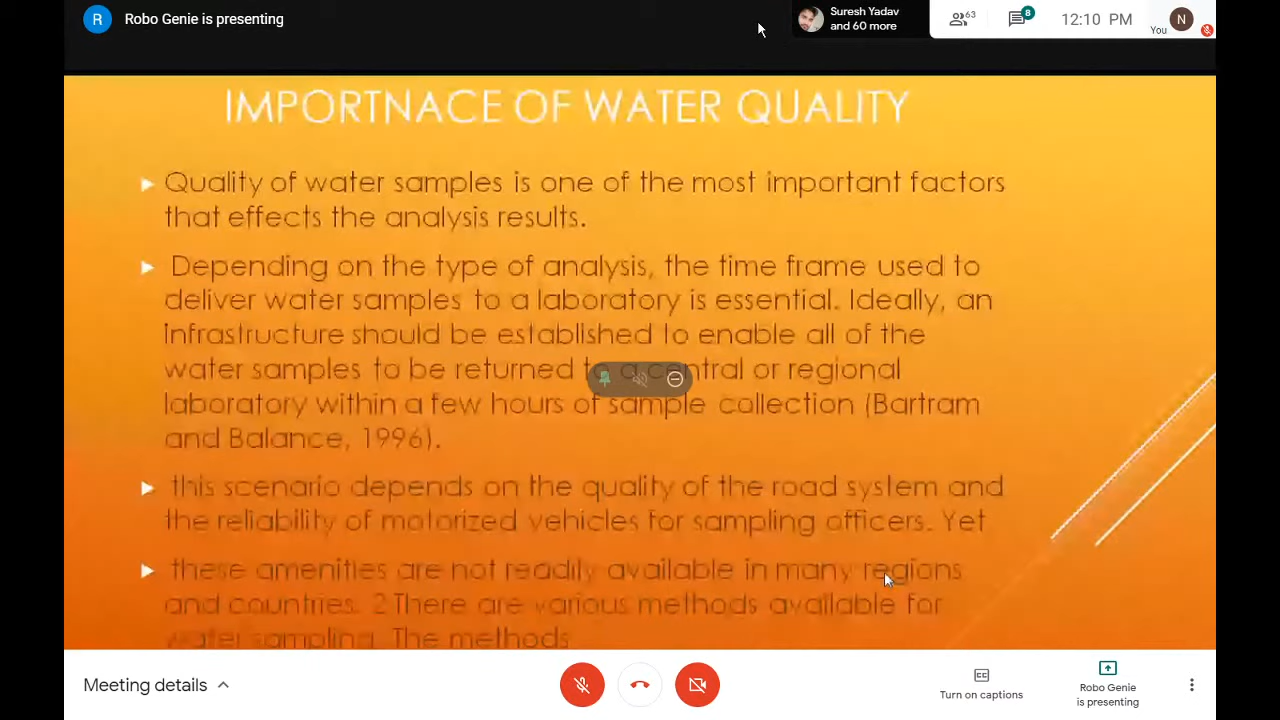 R Robo Genie is presenting
Suresh Yadav
and 60 more
63
8
12:10 PM
You
N
IMPORTNACE OF WATER QUALITY
Quality of water samples is one of the most important factors
that effects the analysis results.
Depending on the type of analysis, the time frame used to
deliver water samples to a laboratory is essential. Ideally, an
infrastructure should be established to enable all of the
water samples to be returned to a central or regional
laboratory within a few hours of sample collection (Bartram
and Balance, 1996).
this scenario depends on the quality of the road system and
the reliability of motorized vehicles for sampling officers. Yet
these amenities are not readily available in many regions
and countries. 2 There are various methods available for
water sampling. The methods
Meeting details
CC
Turn on captions
Robo Genie
is presenting